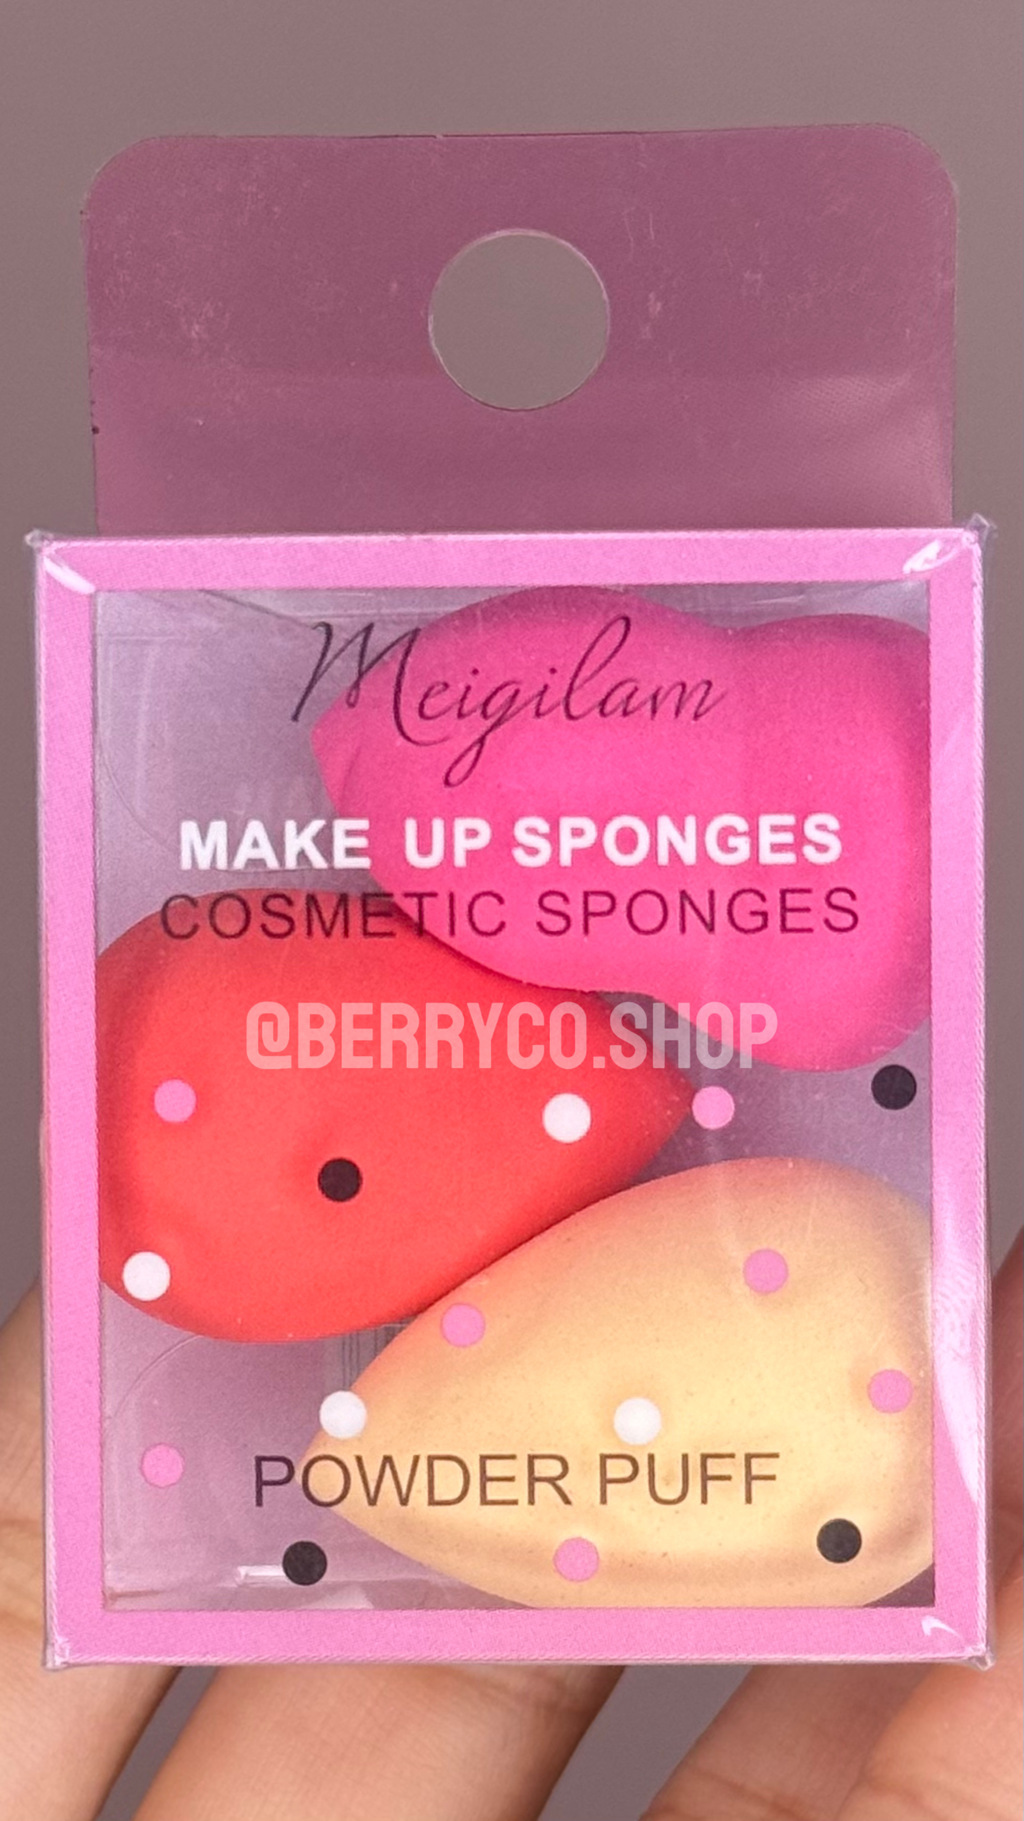 Meigilam
MAKE UP SPONGES
COSMETIC SPONGES
@BERRYCO.SHOP
POWDER PUFF